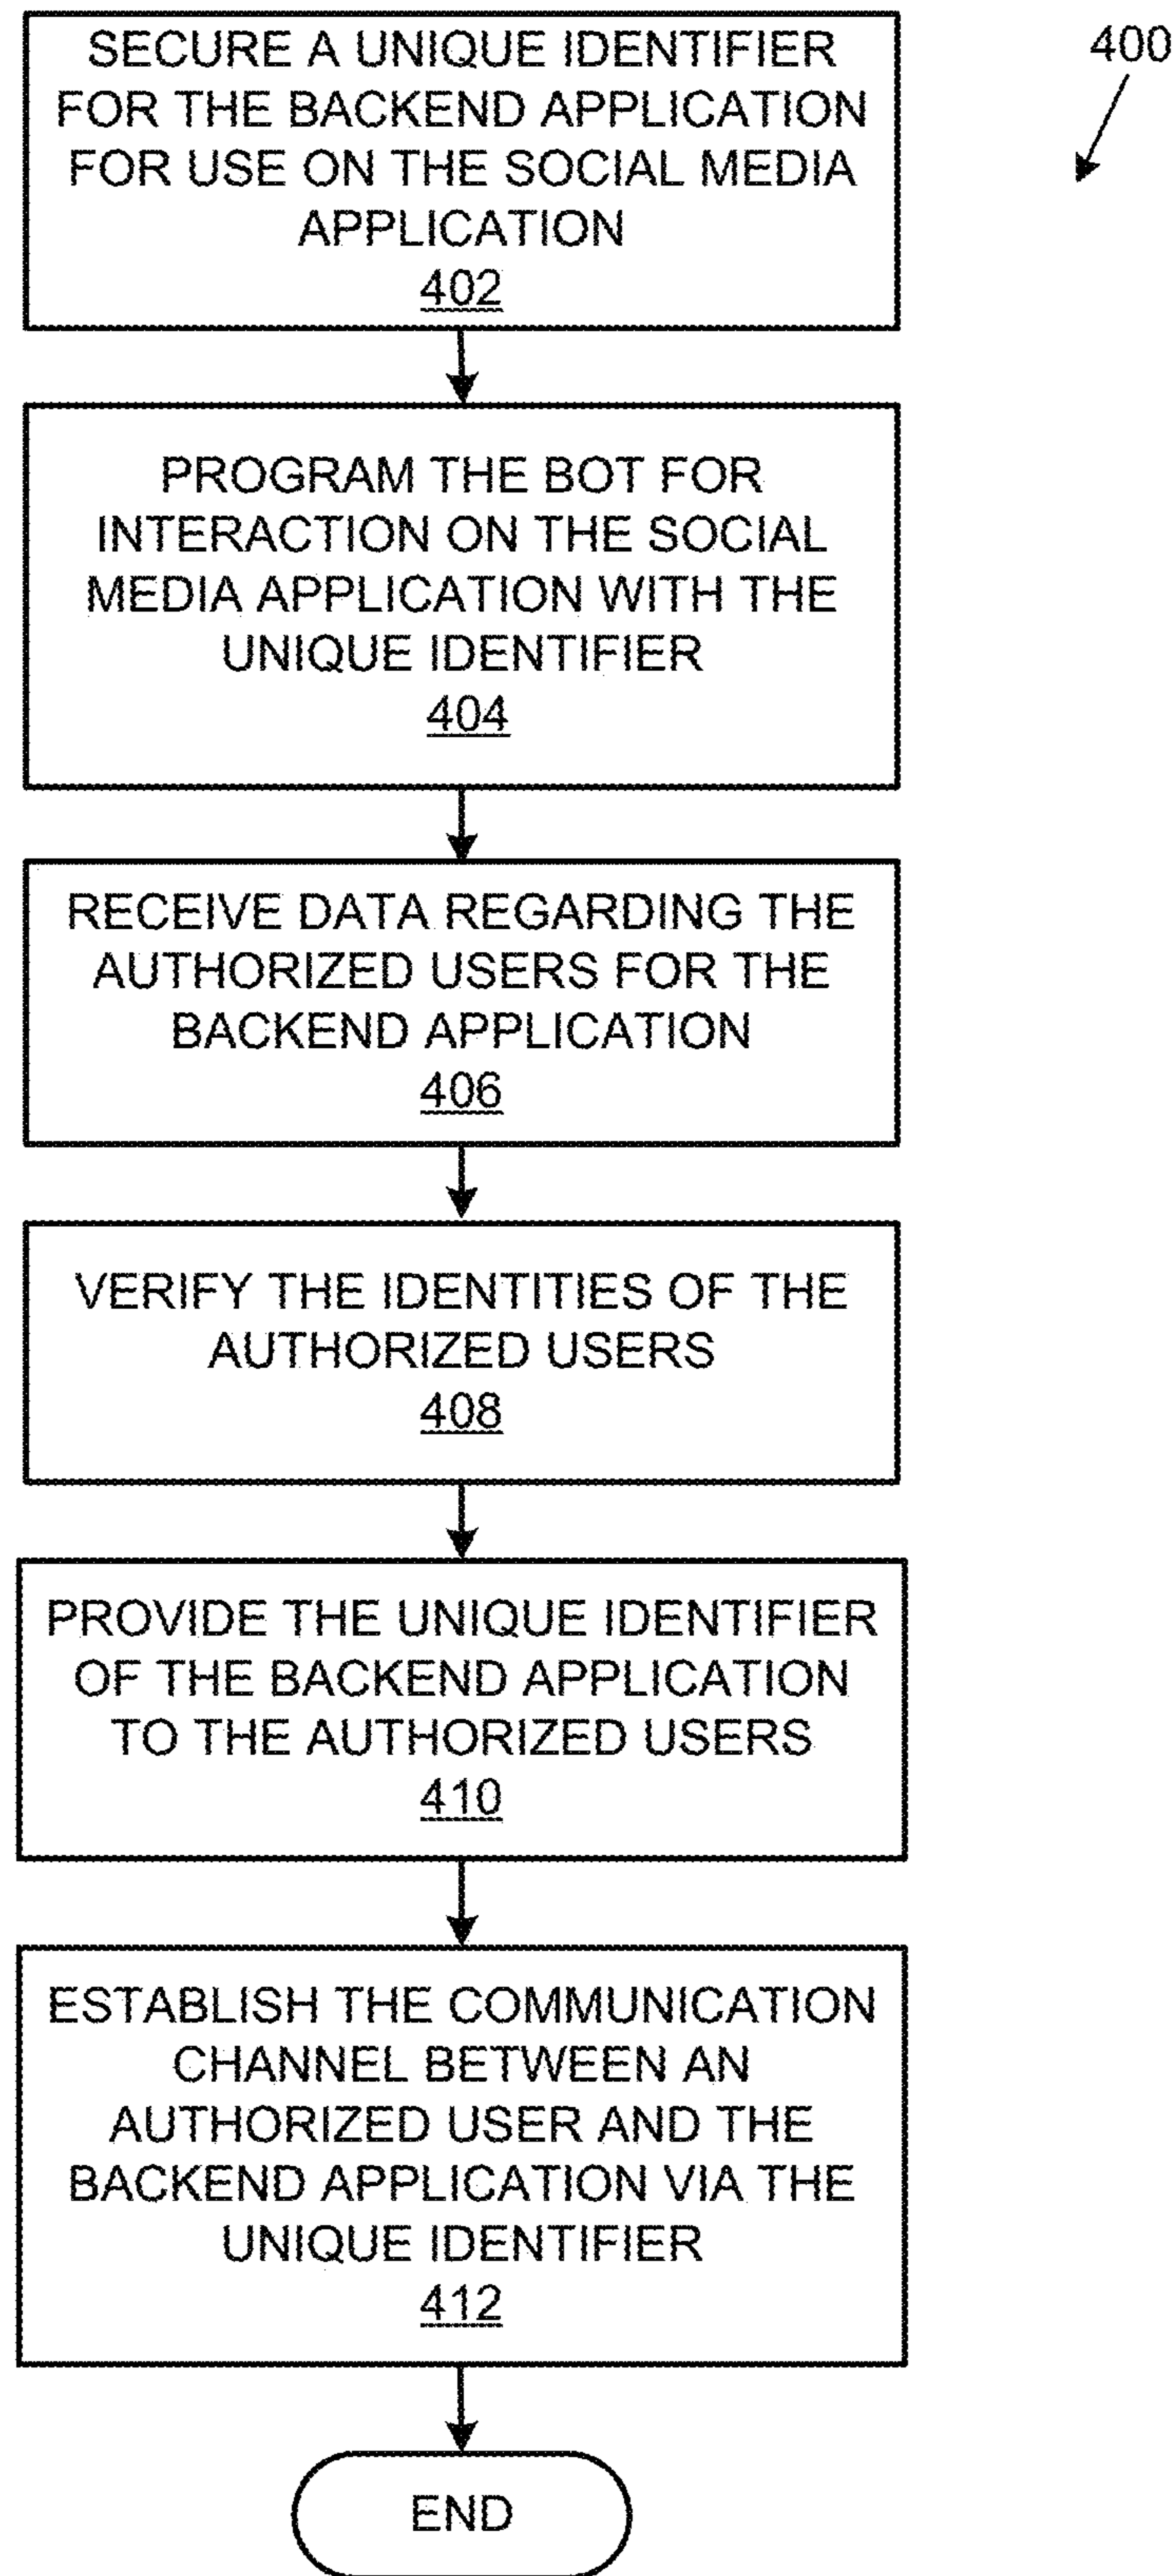 SECURE A UNIQUE IDENTIFIER
FOR THE BACKEND APPLICATION
FOR USE ON THE SOCIAL MEDIA
APPLICATION
402
400
PROGRAM THE BOT FOR
INTERACTION ON THE SOCIAL
MEDIA APPLICATION WITH THE
UNIQUE IDENTIFIER
404
RECEIVE DATA REGARDING THE
AUTHORIZED USERS FOR THE
BACKEND APPLICATION
406
VERIFY THE IDENTITIES OF THE
AUTHORIZED USERS
408
PROVIDE THE UNIQUE IDENTIFIER
OF THE BACKEND APPLICATION
TO THE AUTHORIZED USERS
410
ESTABLISH THE COMMUNICATION
CHANNEL BETWEEN AN
AUTHORIZED USER AND THE
BACKEND APPLICATION VIA THE
UNIQUE IDENTIFIER
412
END